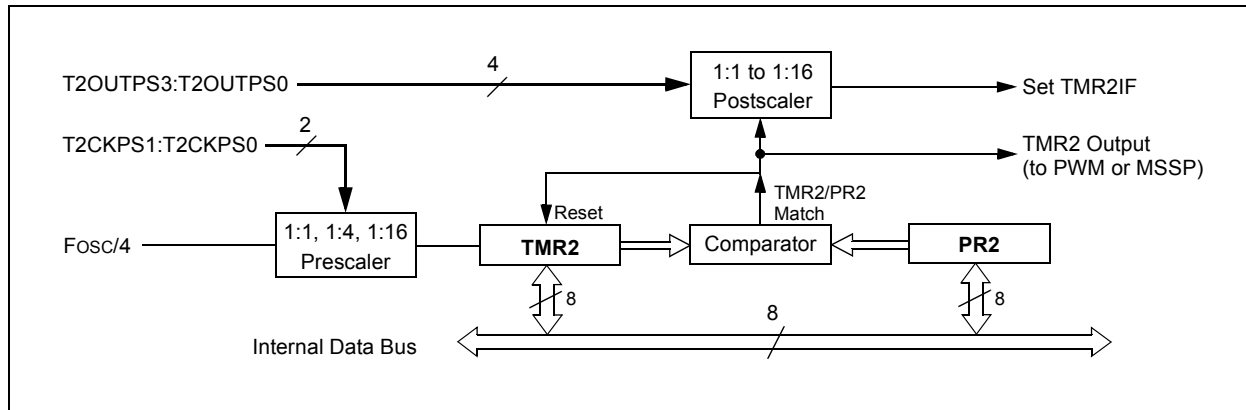 T2OUTPS3:T2OUTPS0
4
1:1 to 1:16
Postscaler
Set TMR2IF
T2CKPS1:T2CKPS0
2
TMR2 Output
(to PWM or MSSP)
Reset
TMR2/PR2
Match
FOSC/4
1:1, 1:4, 1:16
Prescaler
TMR2
Comparator
PR2
8
8
8
Internal Data Bus